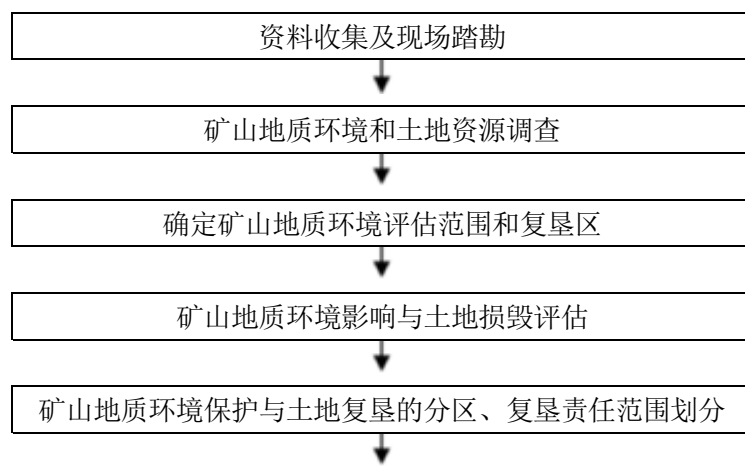 资料收集及现场踏勘
矿山地质环境和土地资源调查
确定矿山地质环境评估范围和复垦区
矿山地质环境影响与土地损毁评估
矿山地质环境保护与土地复垦的分区、复垦责任范围划分